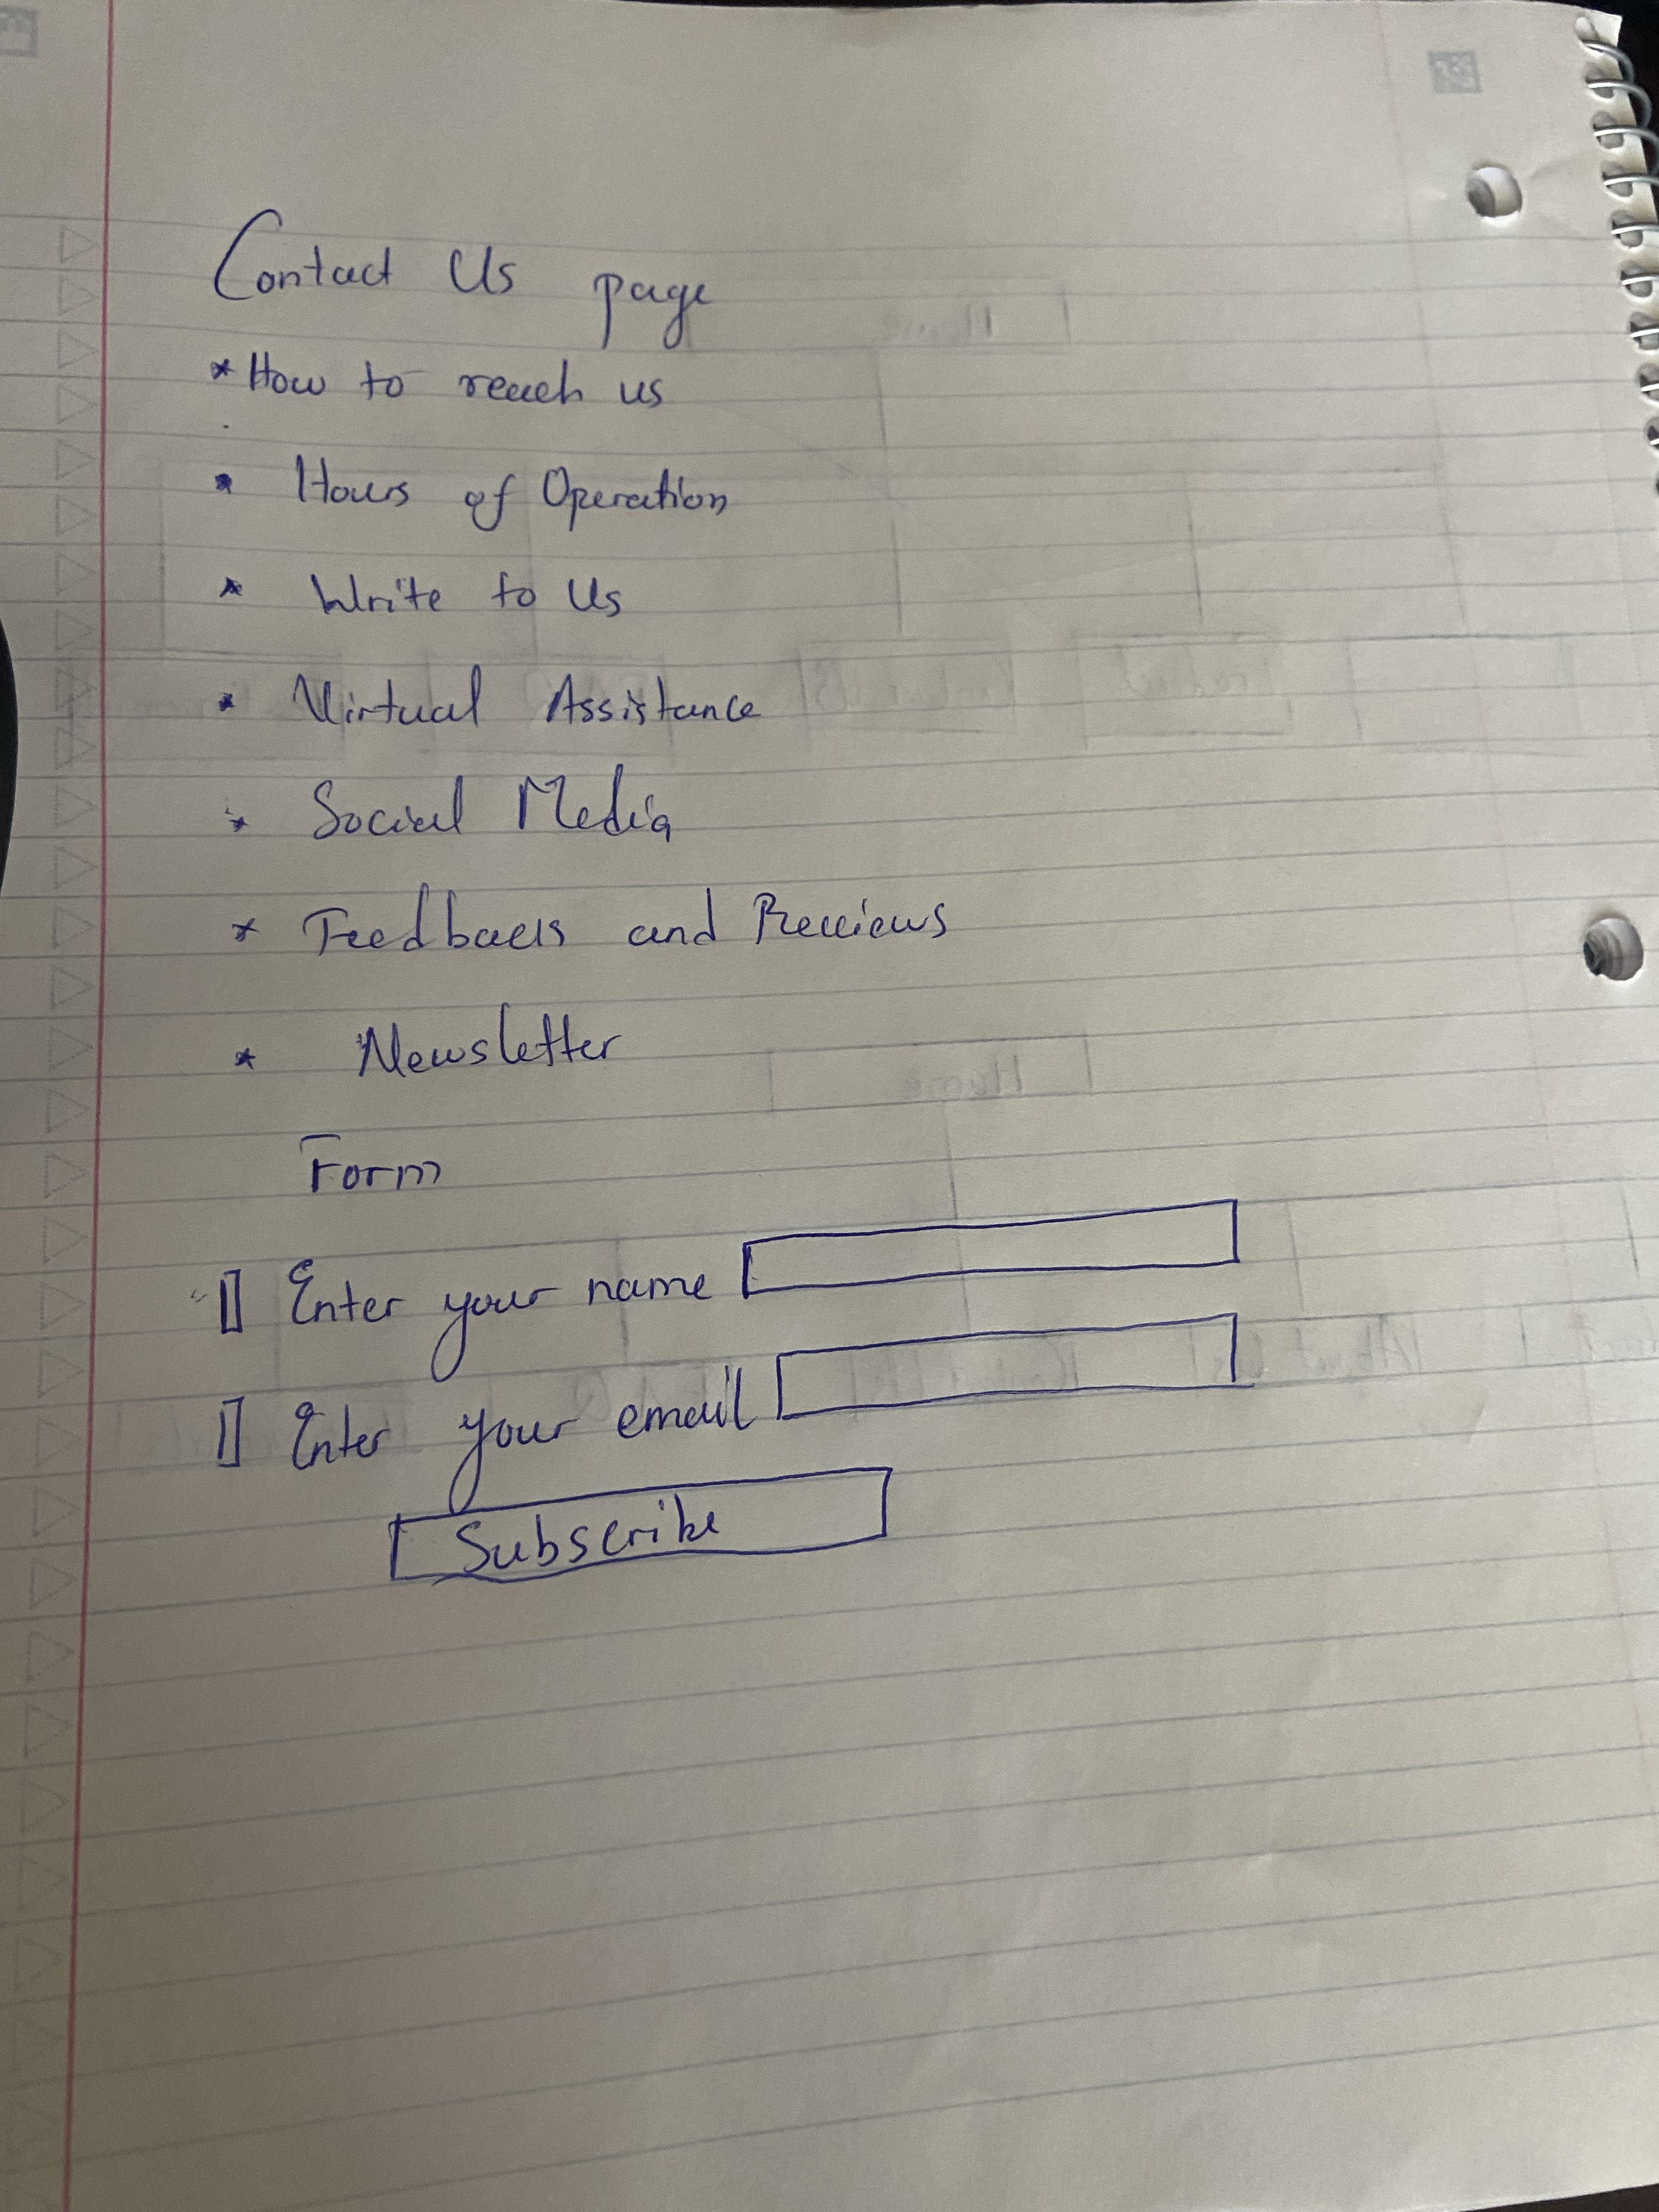 Contact Us page
* How to reach us
* Hours of Operation
* Write to Us
* Virtual Assistance
* Social Media
* Feedback and Reviews
* Newsletter
Form
[] Enter your name
[] Enter your email
Subscribe